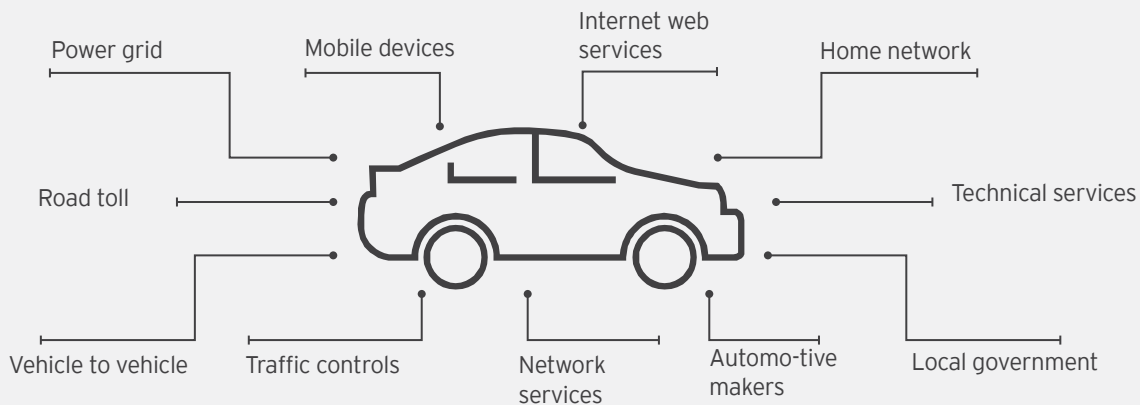 Power grid
Mobile devices
Internet web
services
Home network
Road toll
Technical services
Vehicle to vehicle
Traffic controls
Network
services
Automo-tive
makers
Local government